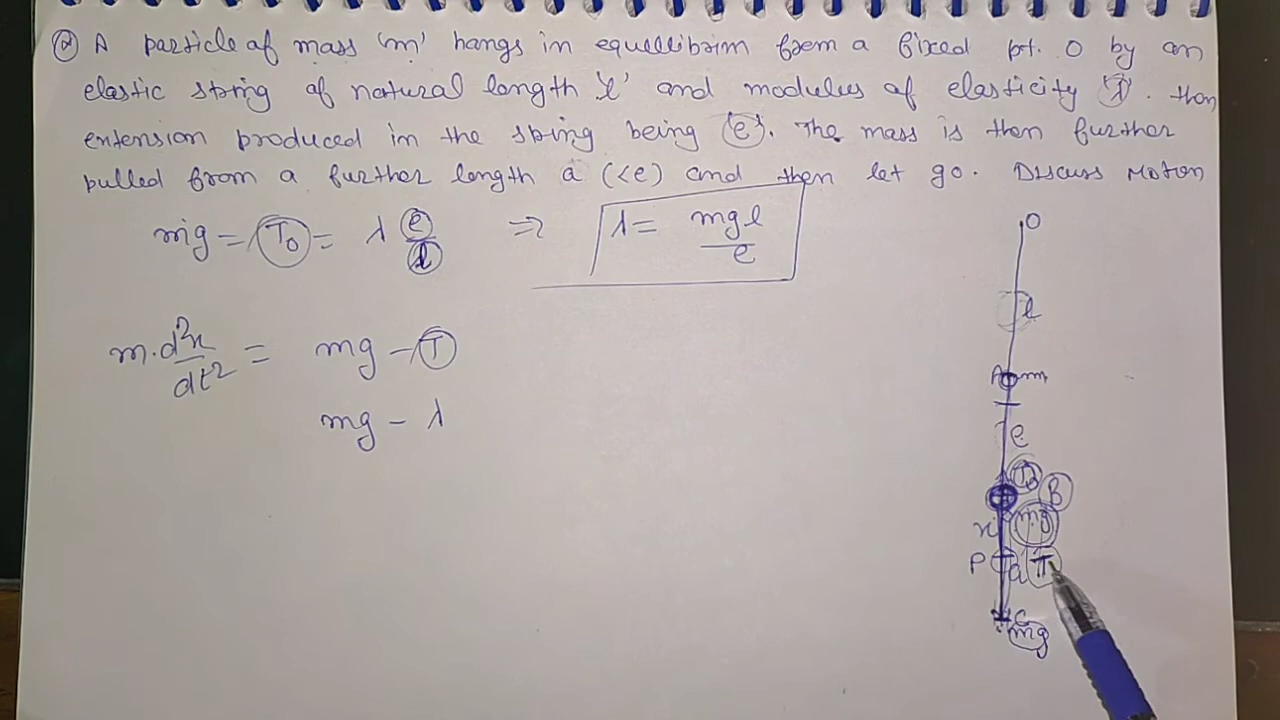 Q A particle of mass 'm' hangs in equellibrim from a fixed pt. O by an
elastic string of natural length 'l' and modulus of elasticity 'λ'. then
extension produced in the string being 'e'. The mass is then further
pulled from a further length a (<e) and then let go. Discuss Motion
mg = T₀ = λ e/l ⇒ λ = mgl/e
m.d²x/dt² = mg - T
mg - λ
O
l
A m
e
T₀
B
x mg
P a T
C
mg